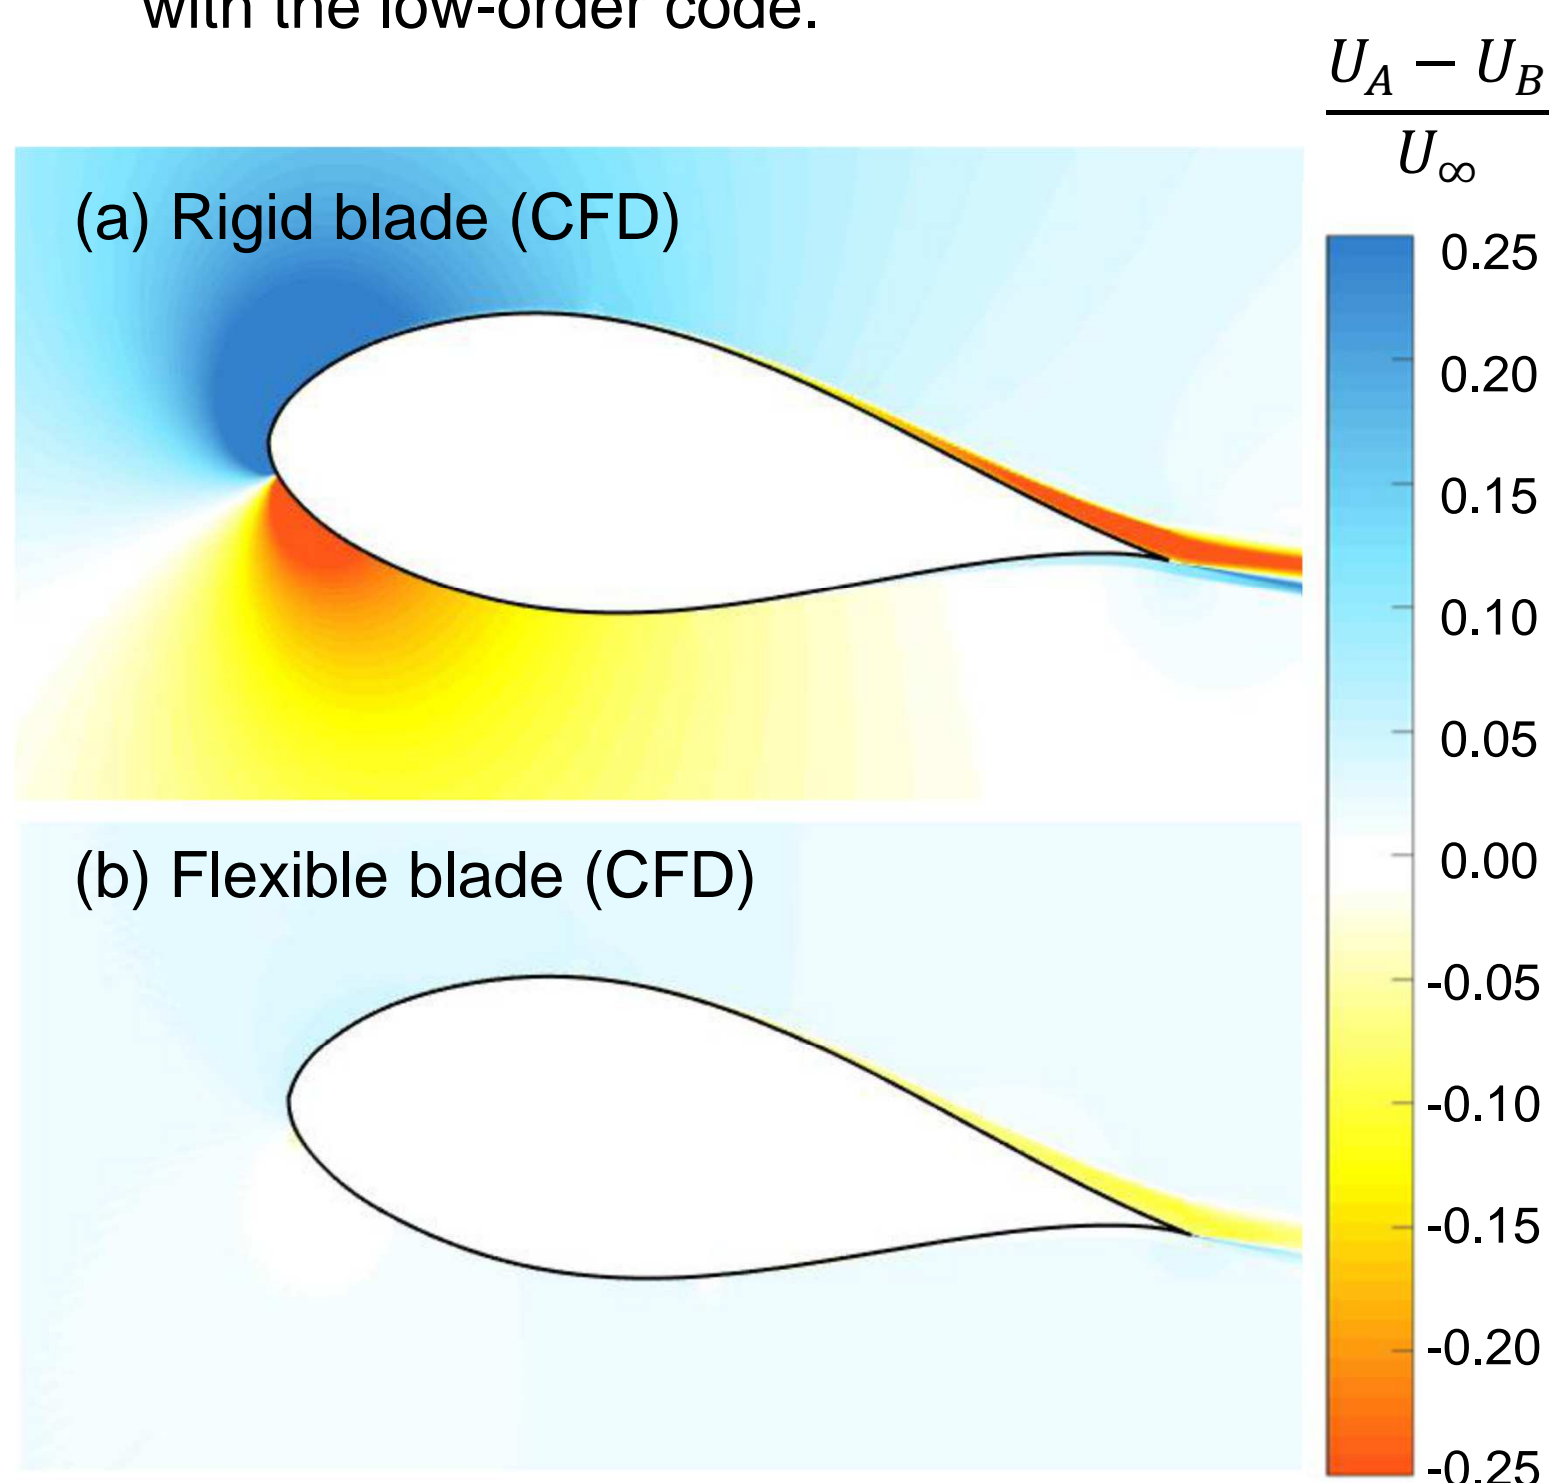 with the low-order code.
U_A − U_B
U_∞
(a) Rigid blade (CFD)
0.25
0.20
0.15
0.10
0.05
0.00
(b) Flexible blade (CFD)
-0.05
-0.10
-0.15
-0.20
-0.25